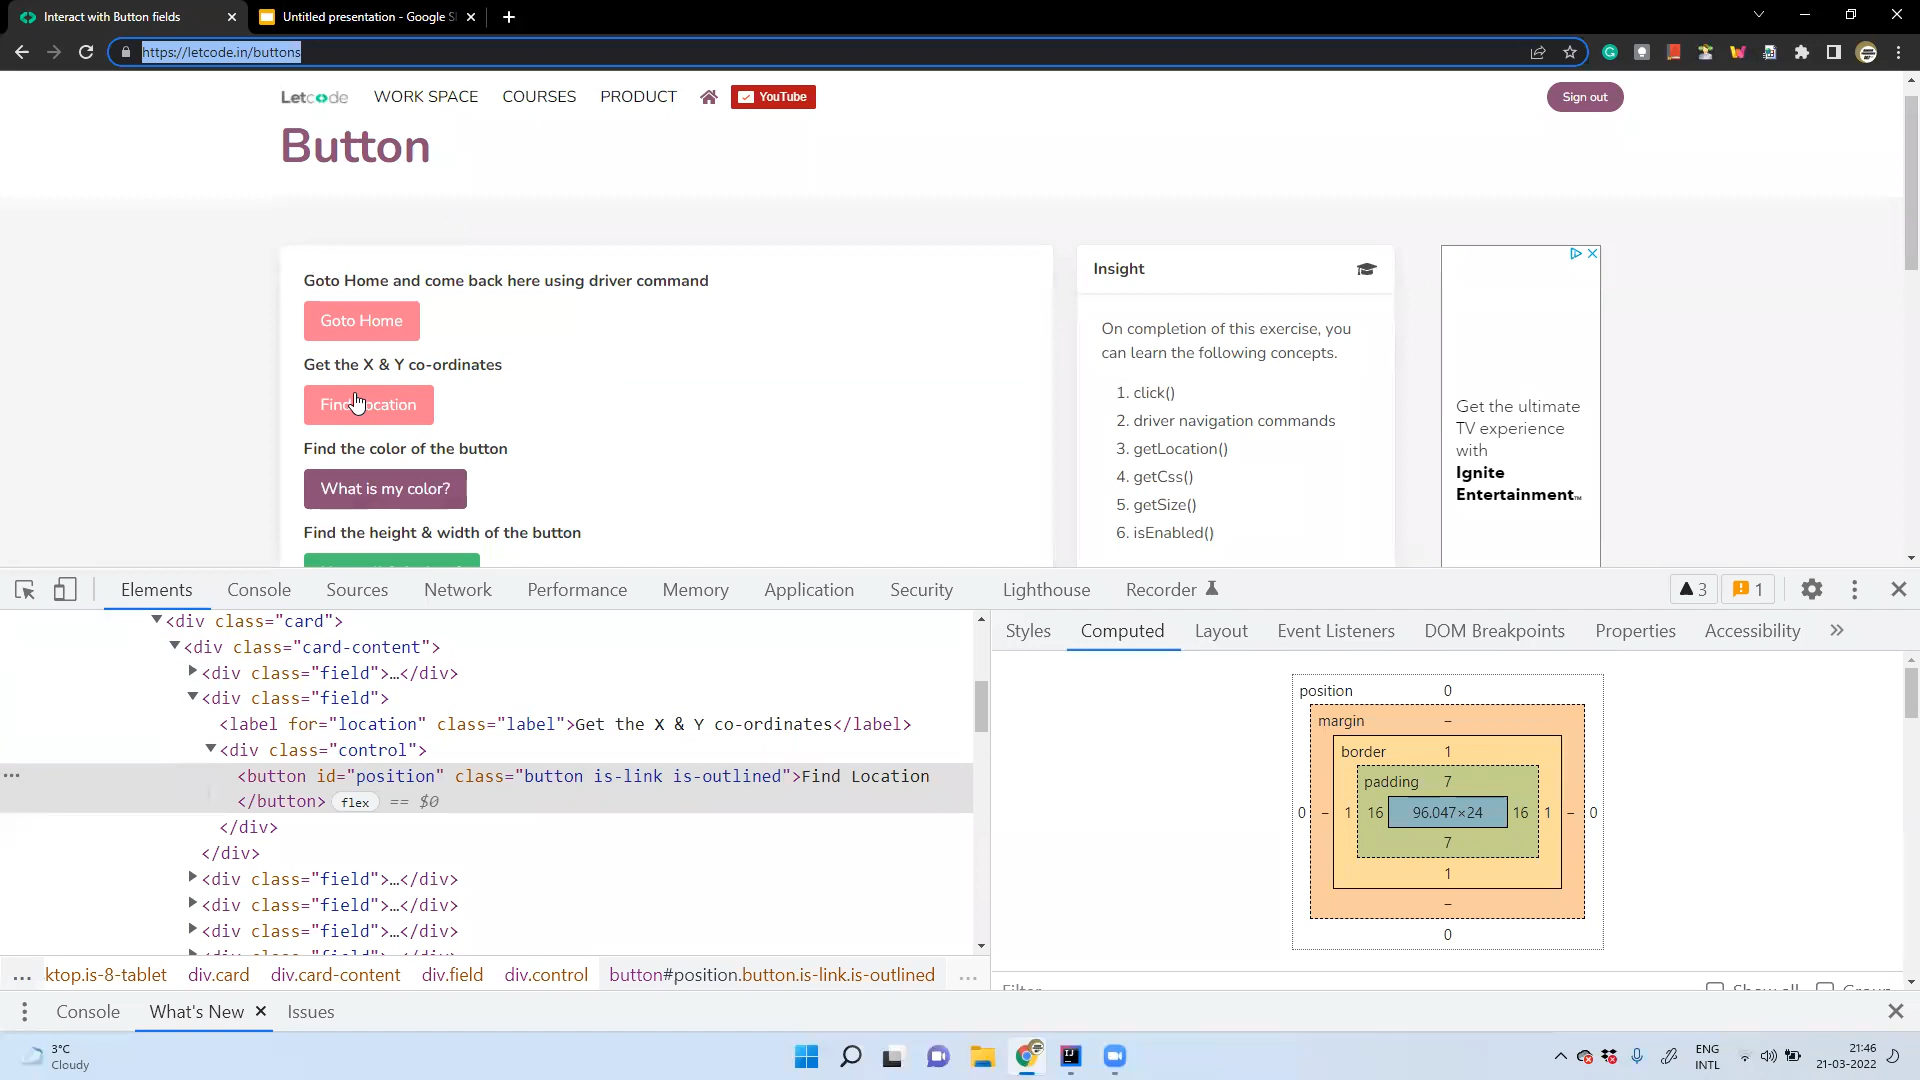 Interact with Button fields
Untitled presentation - Google Sl
https://letcode.in/buttons
Letcode
WORK SPACE
COURSES
PRODUCT
YouTube
Sign out
Button
Goto Home and come back here using driver command
Goto Home
Get the X & Y co-ordinates
Find Location
Find the color of the button
What is my color?
Find the height & width of the button
Insight
On completion of this exercise, you
can learn the following concepts.
1. click()
2. driver navigation commands
3. getLocation()
4. getCss()
5. getSize()
6. isEnabled()
Get the ultimate
TV experience
with
Ignite
Entertainment™
Elements
Console
Sources
Network
Performance
Memory
Application
Security
Lighthouse
Recorder
3
1
<div class="card">
<div class="card-content">
<div class="field">…</div>
<div class="field">
<label for="location" class="label">Get the X & Y co-ordinates</label>
<div class="control">
<button id="position" class="button is-link is-outlined">Find Location
</button> flex == $0
</div>
</div>
<div class="field">…</div>
<div class="field">…</div>
<div class="field">…</div>
... ktop.is-8-tablet div.card div.card-content div.field div.control button#position.button.is-link.is-outlined ...
Styles
Computed
Layout
Event Listeners
DOM Breakpoints
Properties
Accessibility
position 0
margin –
border 1
padding 7
0 – 1 16 96.047×24 16 1 – 0
7
1
–
0
Filter
Show all
Group
Console
What's New
Issues
3°C
Cloudy
ENG
INTL
21:46
21-03-2022